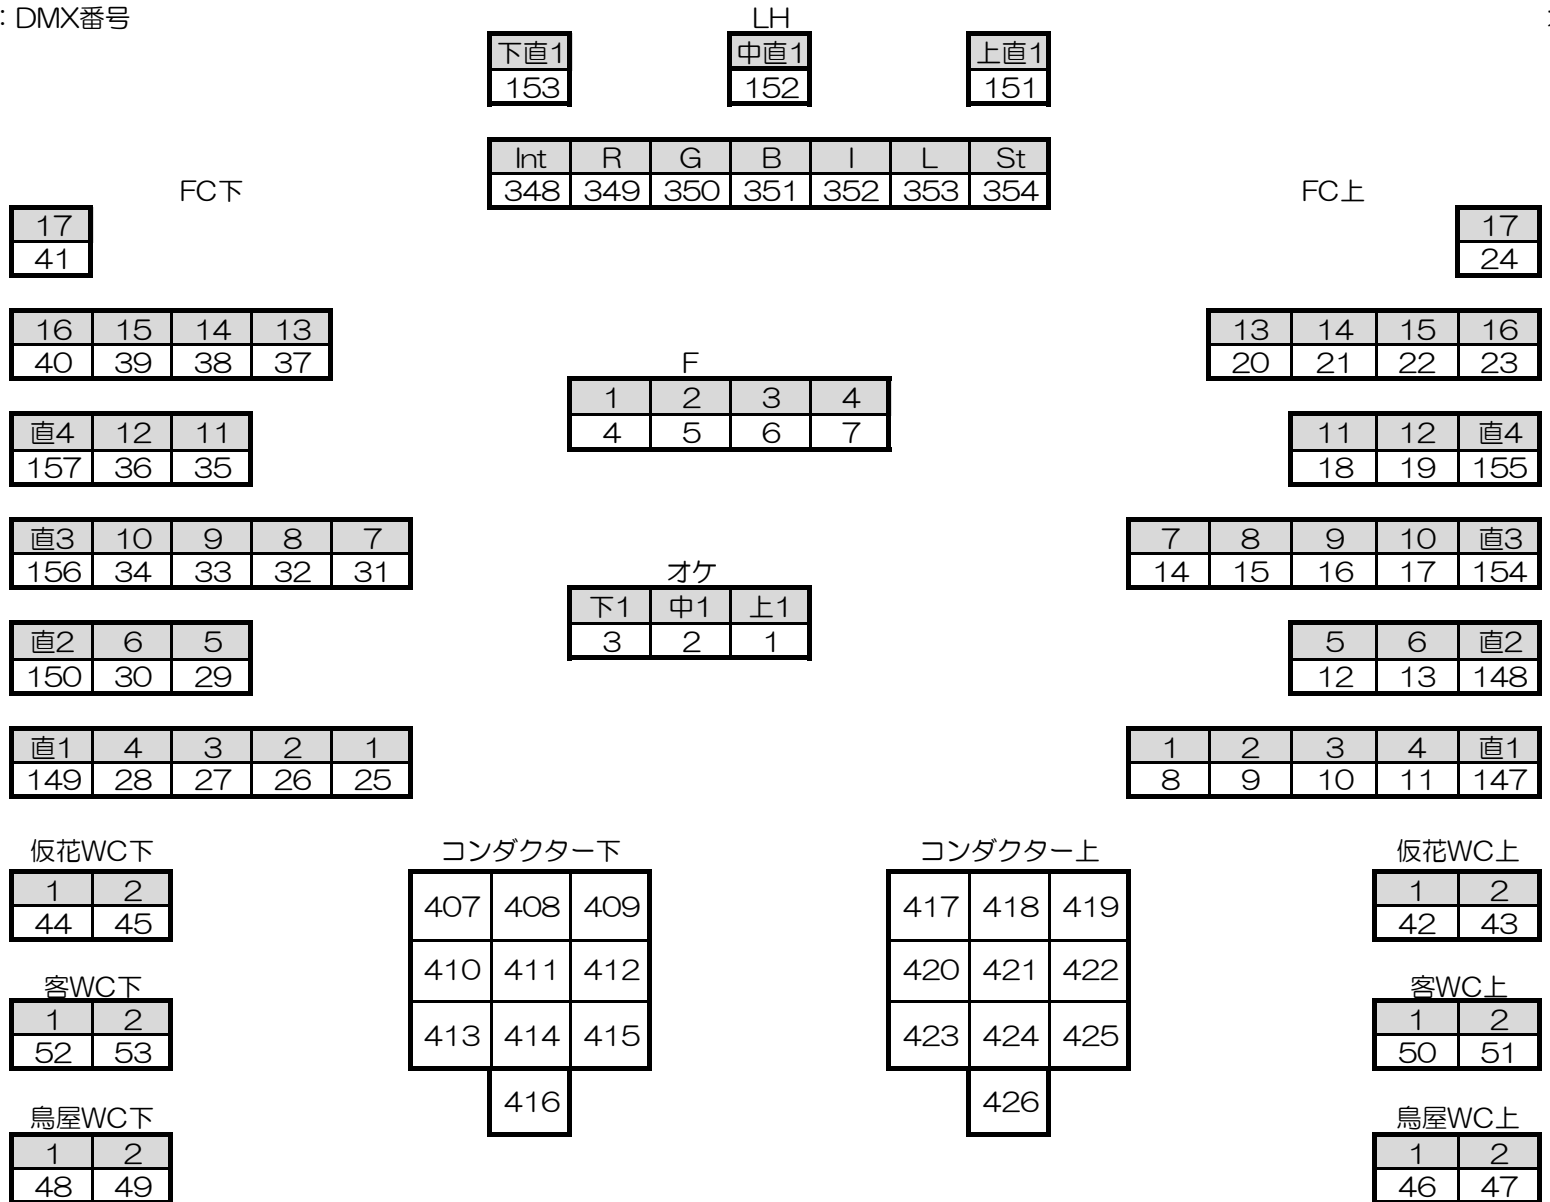 : DMX番号
LH
下直1 中直1 上直1
153 152 151
Int R G B I L St
348 349 350 351 352 353 354
FC下 FC上
17 17
41 24
16 15 14 13 13 14 15 16
40 39 38 37 20 21 22 23
F
1 2 3 4
4 5 6 7
直4 12 11 11 12 直4
157 36 35 18 19 155
直3 10 9 8 7 7 8 9 10 直3
156 34 33 32 31 14 15 16 17 154
オケ
下1 中1 上1
3 2 1
直2 6 5 5 6 直2
150 30 29 12 13 148
直1 4 3 2 1 1 2 3 4 直1
149 28 27 26 25 8 9 10 11 147
仮花WC下 コンダクター下 コンダクター上 仮花WC上
1 2 1 2
44 45 42 43
407 408 409 417 418 419
410 411 412 420 421 422
客WC下 客WC上
1 2 1 2
52 53 50 51
413 414 415 423 424 425
416 426
鳥屋WC下 鳥屋WC上
1 2 1 2
48 49 46 47